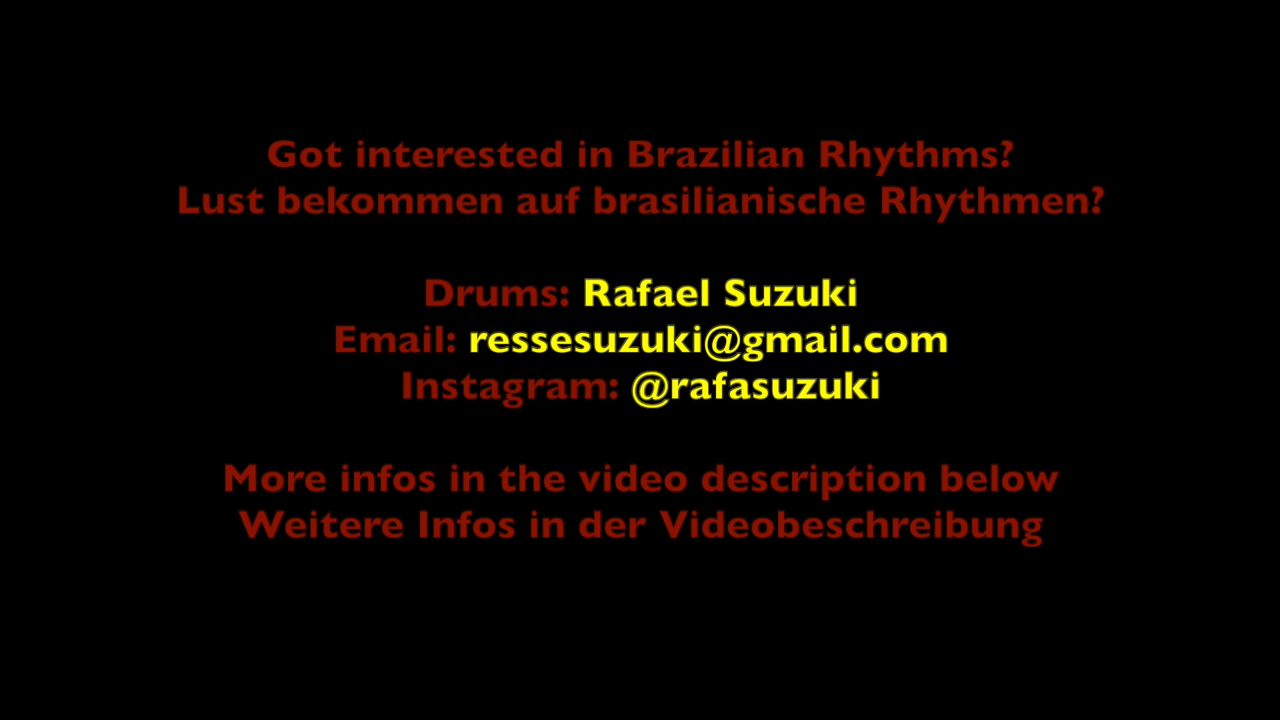 Got interested in Brazilian Rhythms?
Lust bekommen auf brasilianische Rhythmen?
Drums: Rafael Suzuki
Email: ressesuzuki@gmail.com
Instagram: @rafasuzuki
More infos in the video description below
Weitere Infos in der Videobeschreibung